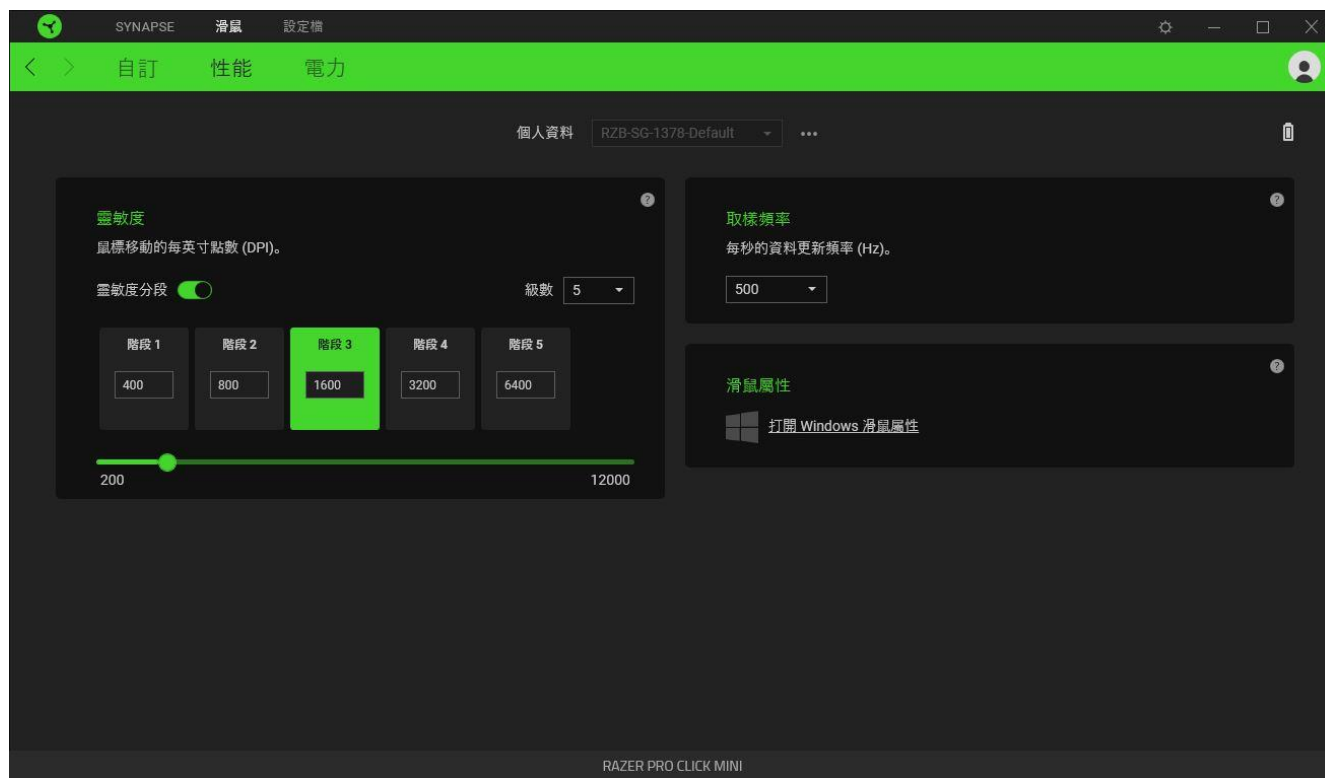 SYNAPSE 滑鼠 設定檔
自訂 性能 電力
個人資料 RZB-SG-1378-Default
靈敏度
鼠標移動的每英寸點數 (DPI)。
靈敏度分段 級數 5
階段 1 階段 2 階段 3 階段 4 階段 5
400 800 1600 3200 6400
200 12000
取樣頻率
每秒的資料更新頻率 (Hz)。
500
滑鼠屬性
打開 Windows 滑鼠屬性
RAZER PRO CLICK MINI